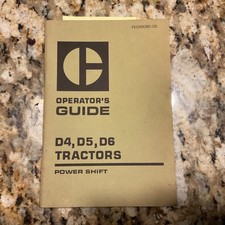 OPERATOR'S
GUIDE
D4, D5, D6
TRACTORS
POWER SHIFT